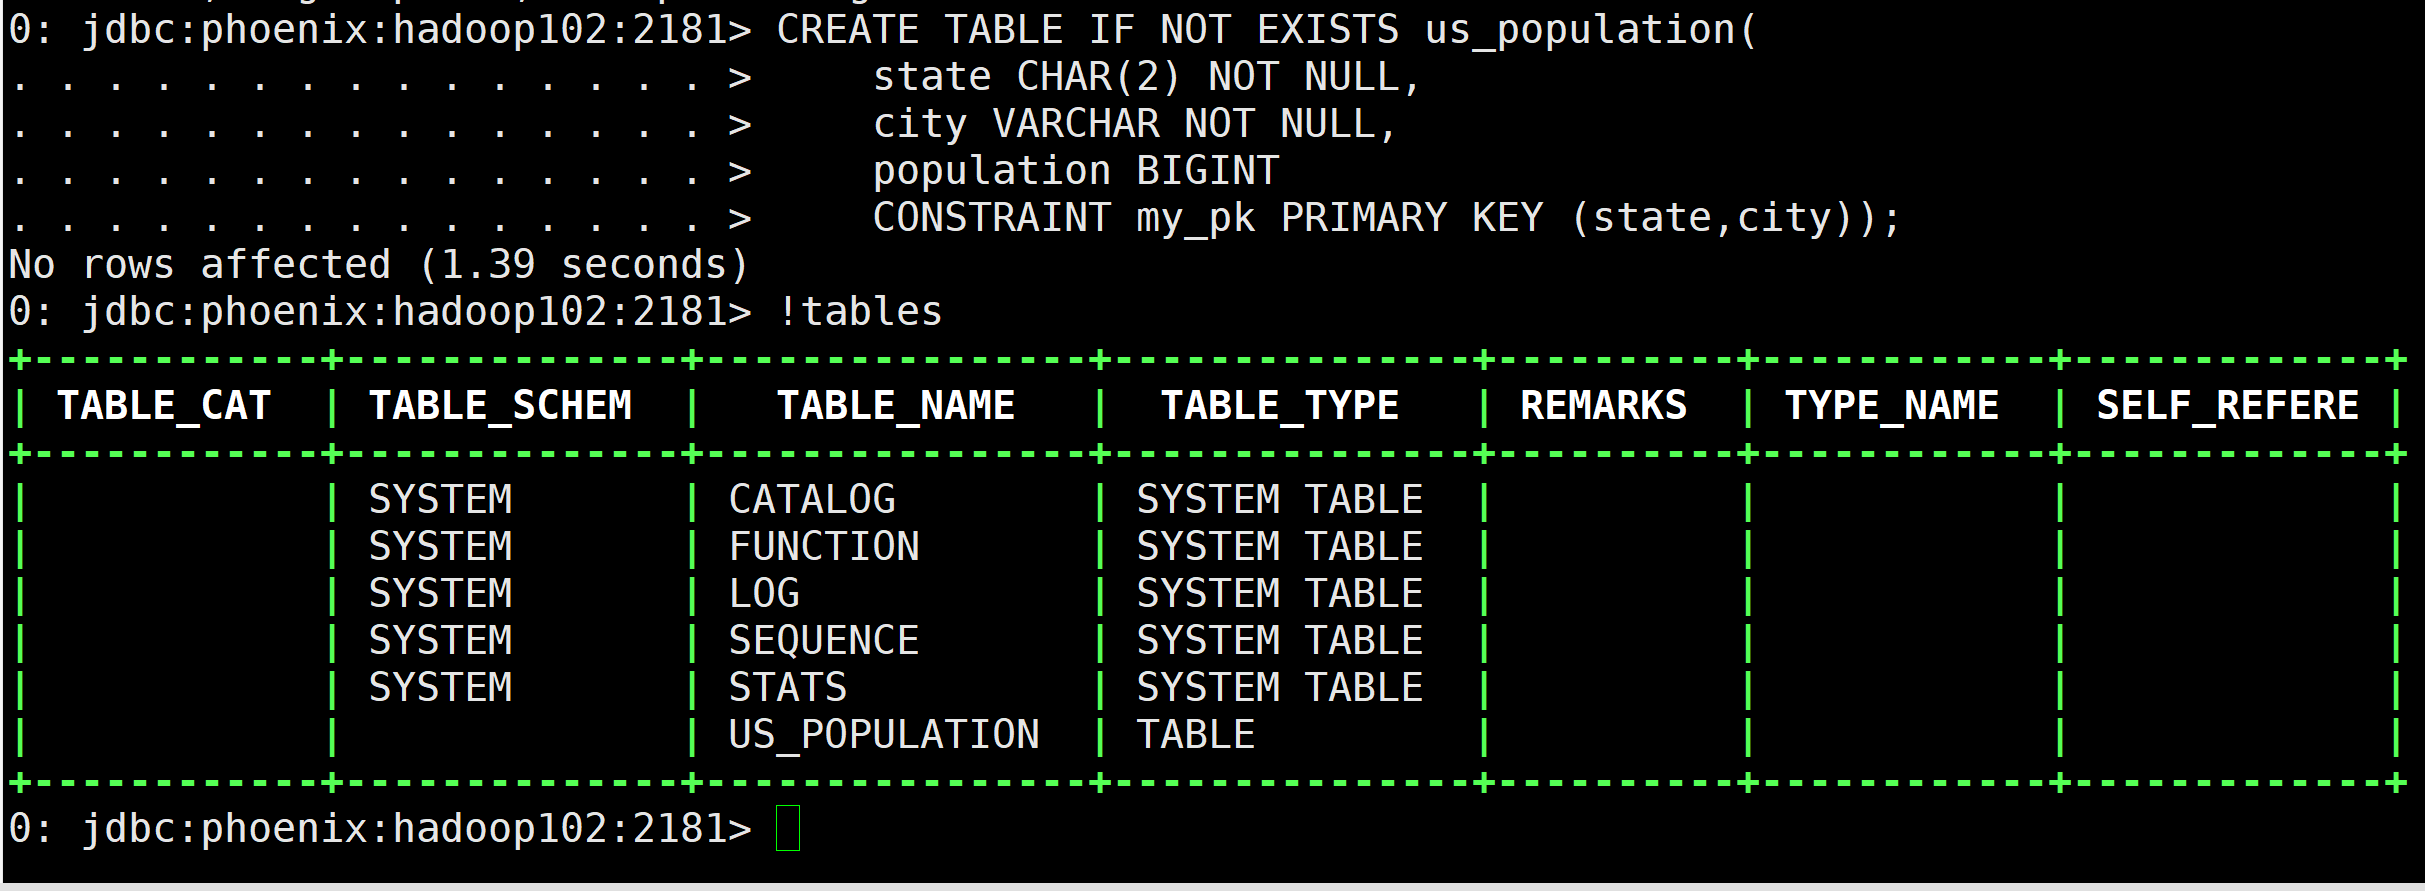 0: jdbc:phoenix:hadoop102:2181> CREATE TABLE IF NOT EXISTS us_population(
. . . . . . . . . . . . . . . >     state CHAR(2) NOT NULL,
. . . . . . . . . . . . . . . >     city VARCHAR NOT NULL,
. . . . . . . . . . . . . . . >     population BIGINT
. . . . . . . . . . . . . . . >     CONSTRAINT my_pk PRIMARY KEY (state,city));
No rows affected (1.39 seconds)
0: jdbc:phoenix:hadoop102:2181> !tables
+------------+--------------+----------------+---------------+----------+------------+-------------+
| TABLE_CAT  | TABLE_SCHEM  |   TABLE_NAME   |  TABLE_TYPE   | REMARKS  | TYPE_NAME  | SELF_REFERE |
+------------+--------------+----------------+---------------+----------+------------+-------------+
|            | SYSTEM       | CATALOG        | SYSTEM TABLE  |          |            |             |
|            | SYSTEM       | FUNCTION       | SYSTEM TABLE  |          |            |             |
|            | SYSTEM       | LOG            | SYSTEM TABLE  |          |            |             |
|            | SYSTEM       | SEQUENCE       | SYSTEM TABLE  |          |            |             |
|            | SYSTEM       | STATS          | SYSTEM TABLE  |          |            |             |
|            |              | US_POPULATION  | TABLE         |          |            |             |
+------------+--------------+----------------+---------------+----------+------------+-------------+
0: jdbc:phoenix:hadoop102:2181>